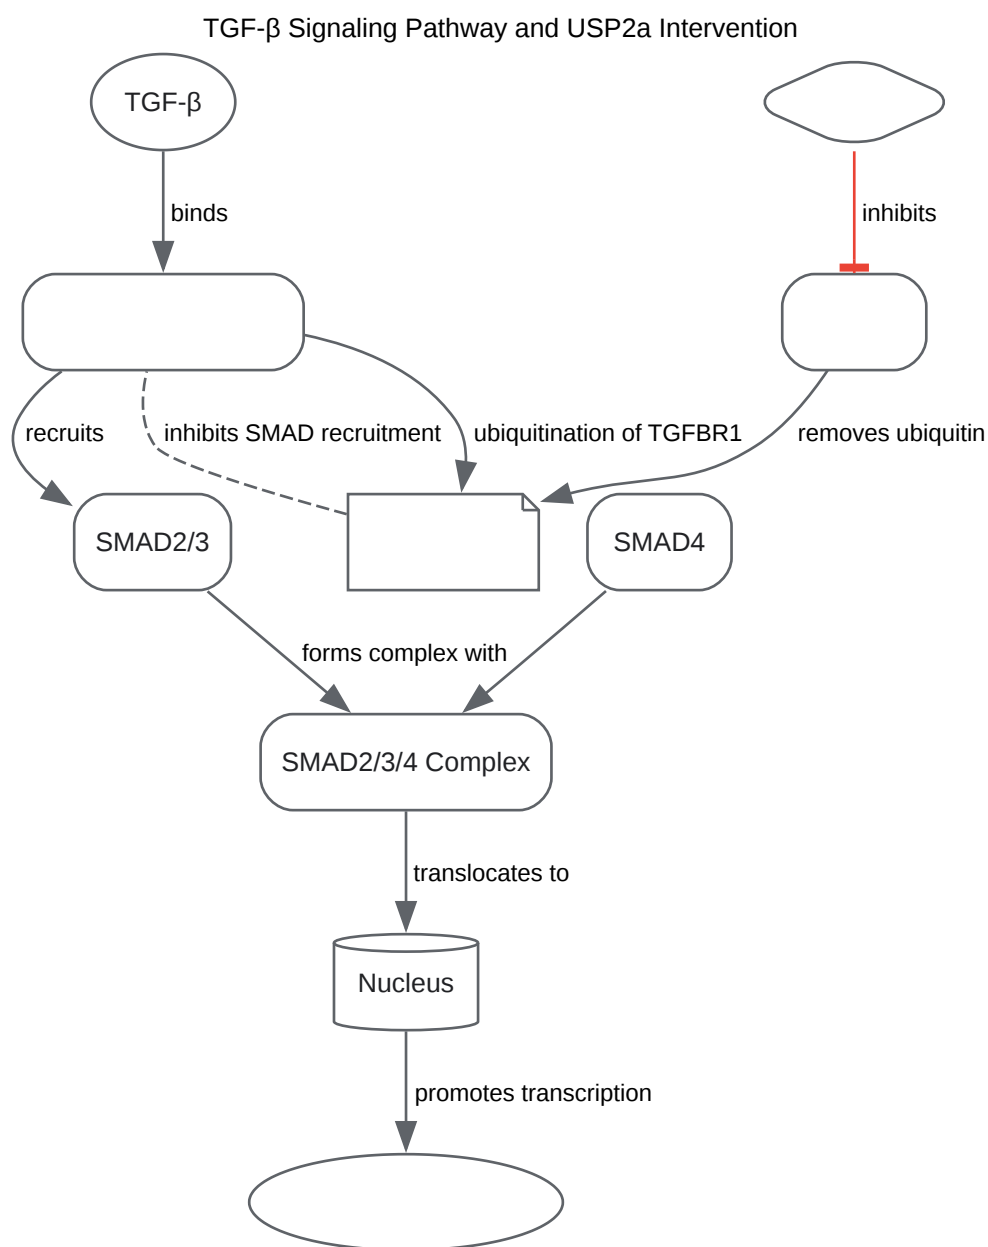 TGF-β Signaling Pathway and USP2a Intervention
TGF-β
binds
inhibits
recruits
inhibits SMAD recruitment
ubiquitination of TGFBR1
removes ubiquitin
SMAD2/3
SMAD4
forms complex with
SMAD2/3/4 Complex
translocates to
Nucleus
promotes transcription